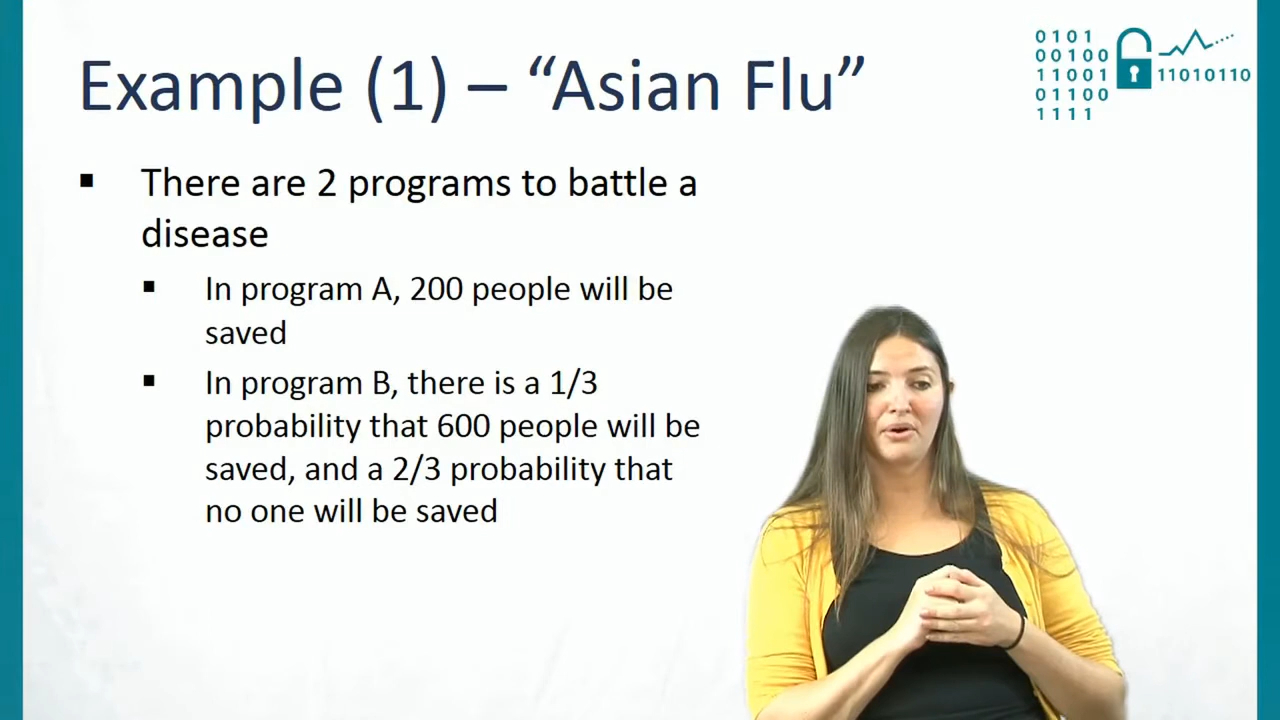 Example (1) – “Asian Flu”
0101
00100
11001
01100
1111
11010110
▪ There are 2 programs to battle a
disease
▪ In program A, 200 people will be
saved
▪ In program B, there is a 1/3
probability that 600 people will be
saved, and a 2/3 probability that
no one will be saved